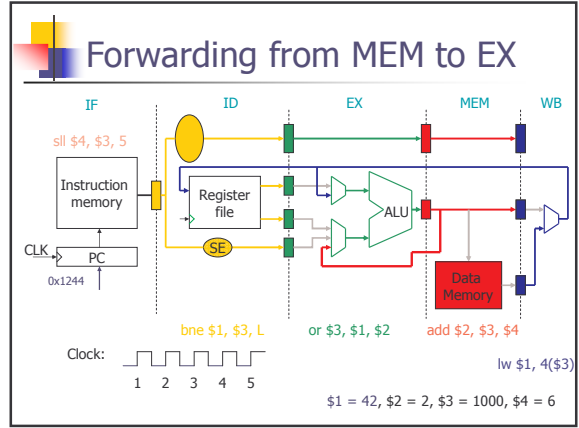 Forwarding from MEM to EX
IF ID EX MEM WB
sll $4, $3, 5
Instruction
memory
Register
file
ALU
SE
CLK
PC
0x1244
Data
Memory
bne $1, $3, L or $3, $1, $2 add $2, $3, $4
Clock:
lw $1, 4($3)
1 2 3 4 5
$1 = 42, $2 = 2, $3 = 1000, $4 = 6